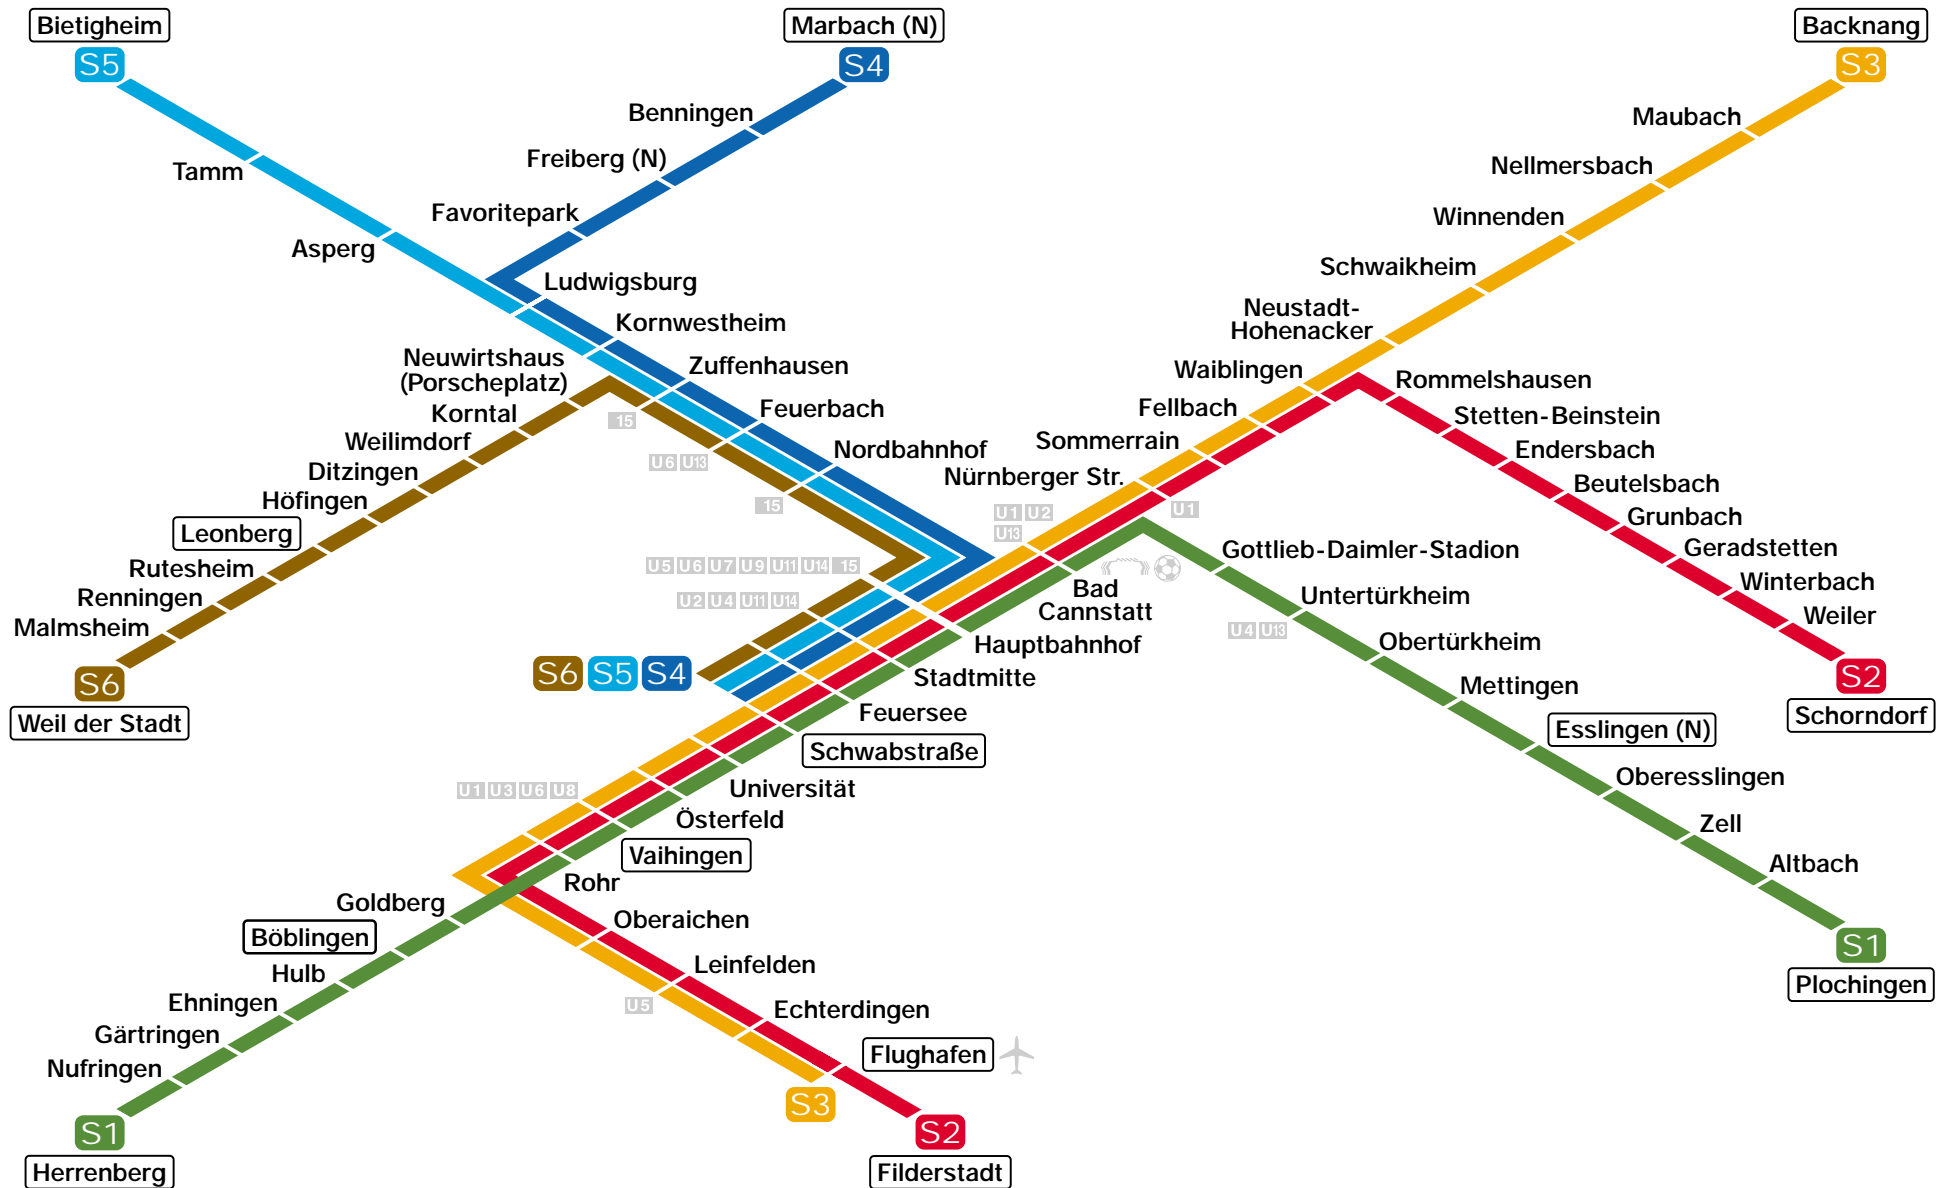 Bietigheim
S5
Marbach (N)
S4
Backnang
S3
Benningen
Freiberg (N)
Favoritepark
Tamm
Asperg
Ludwigsburg
Kornwestheim
Zuffenhausen
Feuerbach
Nordbahnhof
Nürnberger Str.
Sommerrain
Fellbach
Waiblingen
Neustadt-
Hohenacker
Schwaikheim
Winnenden
Nellmersbach
Maubach
Neuwirtshaus
(Porscheplatz)
Korntal
Weilimdorf
Ditzingen
Höfingen
Leonberg
Rutesheim
Renningen
Malmsheim
S6
Weil der Stadt
15
U6 U13
15
U5 U6 U7 U9 U11 U14 15
U2 U4 U11 U14
U1 U2
U13
U1
S6 S5 S4
Rommelshausen
Stetten-Beinstein
Endersbach
Beutelsbach
Grunbach
Geradstetten
Winterbach
Weiler
S2
Schorndorf
Gottlieb-Daimler-Stadion
Untertürkheim
U4 U13
Obertürkheim
Mettingen
Esslingen (N)
Oberesslingen
Zell
Altbach
S1
Plochingen
Bad
Cannstatt
Hauptbahnhof
Stadtmitte
Feuersee
Schwabstraße
Universität
Österfeld
Vaihingen
Rohr
U1 U3 U6 U8
Goldberg
Böblingen
Hulb
Ehningen
Gärtringen
Nufringen
S1
Herrenberg
Oberaichen
Leinfelden
U5
Echterdingen
Flughafen
S3
S2
Filderstadt